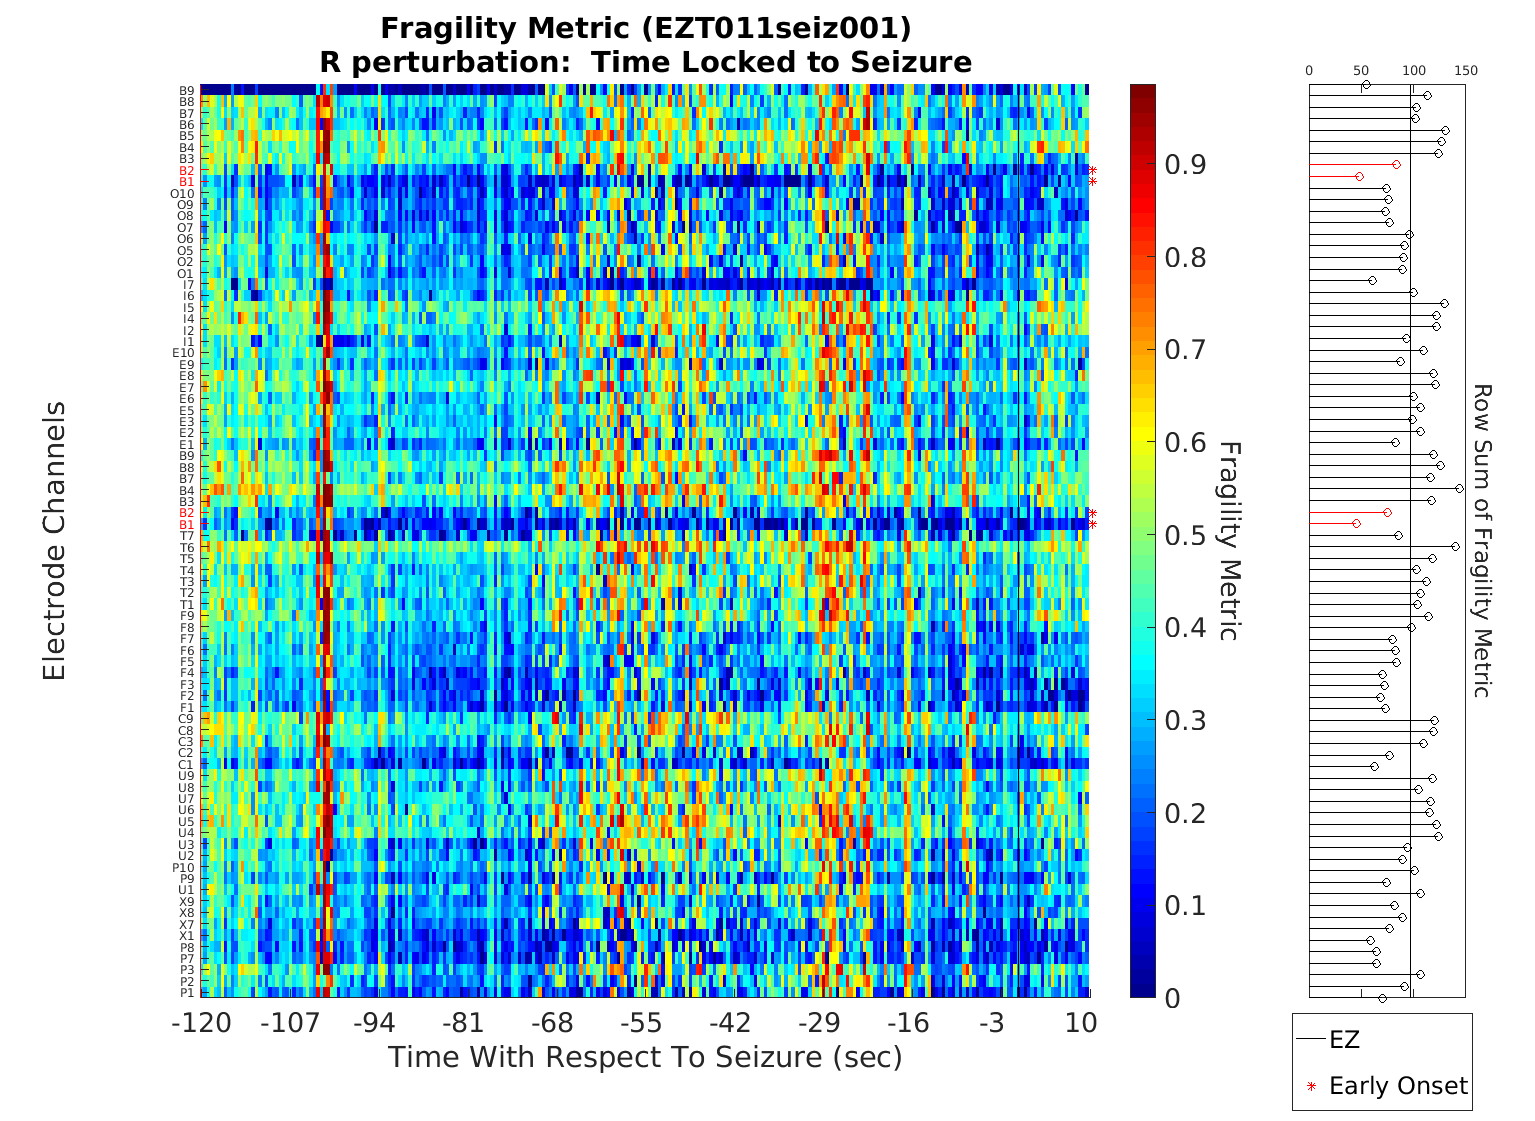 Fragility Metric (EZT011seiz001)
R perturbation:  Time Locked to Seizure
Electrode Channels
B9
B8
B7
B6
B5
B4
B3
B2
B1
O10
O9
O8
O7
O6
O5
O2
O1
I7
I6
I5
I4
I2
I1
E10
E9
E8
E7
E6
E5
E3
E2
E1
B9
B8
B7
B4
B3
B2
B1
T7
T6
T5
T4
T3
T2
T1
F9
F8
F7
F6
F5
F4
F3
F2
F1
C9
C8
C3
C2
C1
U9
U8
U7
U6
U5
U4
U3
U2
P10
P9
U1
X9
X8
X7
X1
P8
P7
P3
P2
P1
-120 -107 -94 -81 -68 -55 -42 -29 -16 -3 10
Time With Respect To Seizure (sec)
0.9
0.8
0.7
0.6
0.5
0.4
0.3
0.2
0.1
0
Fragility Metric
0 50 100 150
Row Sum of Fragility Metric
EZ
Early Onset